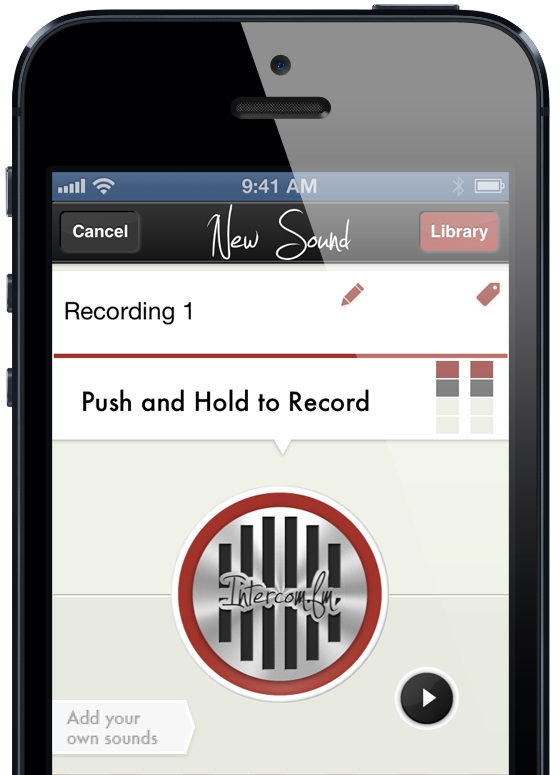 9:41 AM
Cancel
New Sound
Library
Recording 1
Push and Hold to Record
Intercom.fm
Add your
own sounds